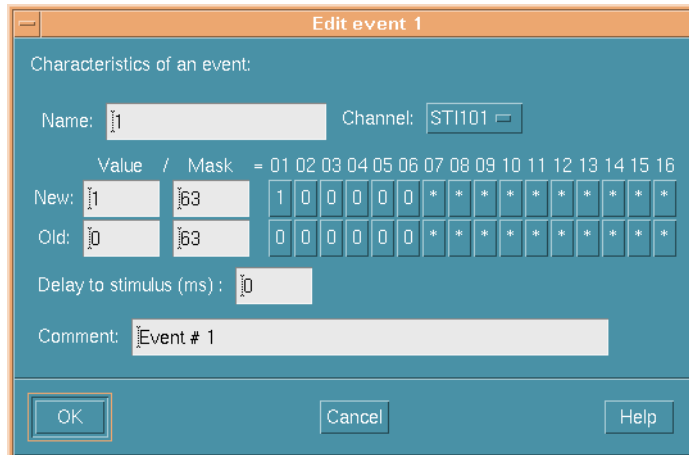 Edit event 1
Characteristics of an event:
Name: 1 Channel: STI101
Value / Mask = 01 02 03 04 05 06 07 08 09 10 11 12 13 14 15 16
New: 1 63 1 0 0 0 0 0 * * * * * * * * * *
Old: 0 63 0 0 0 0 0 0 * * * * * * * * * *
Delay to stimulus (ms) : 0
Comment: Event # 1
OK Cancel Help